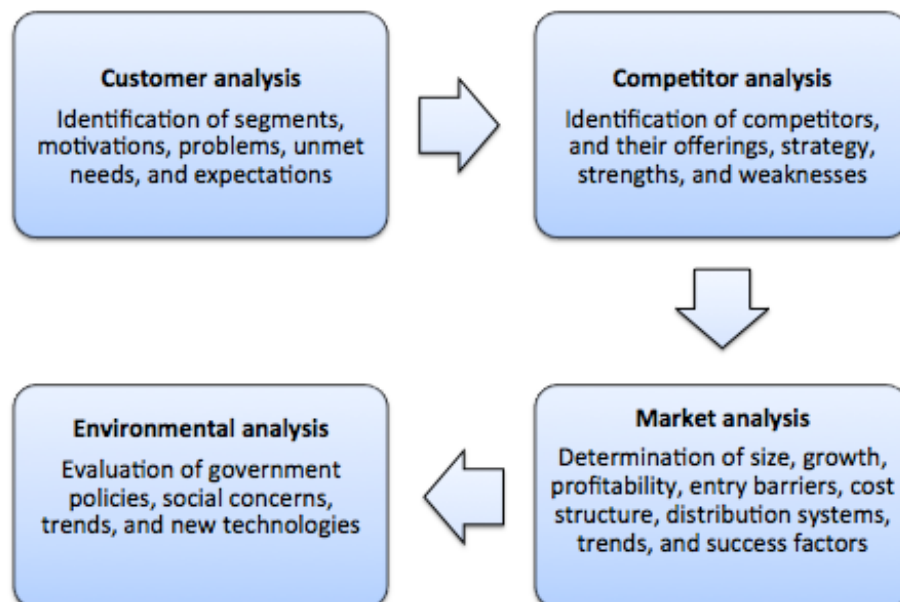 Customer analysis
Identification of segments,
motivations, problems, unmet
needs, and expectations
Competitor analysis
Identification of competitors,
and their offerings, strategy,
strengths, and weaknesses
Market analysis
Determination of size, growth,
profitability, entry barriers, cost
structure, distribution systems,
trends, and success factors
Environmental analysis
Evaluation of government
policies, social concerns,
trends, and new technologies